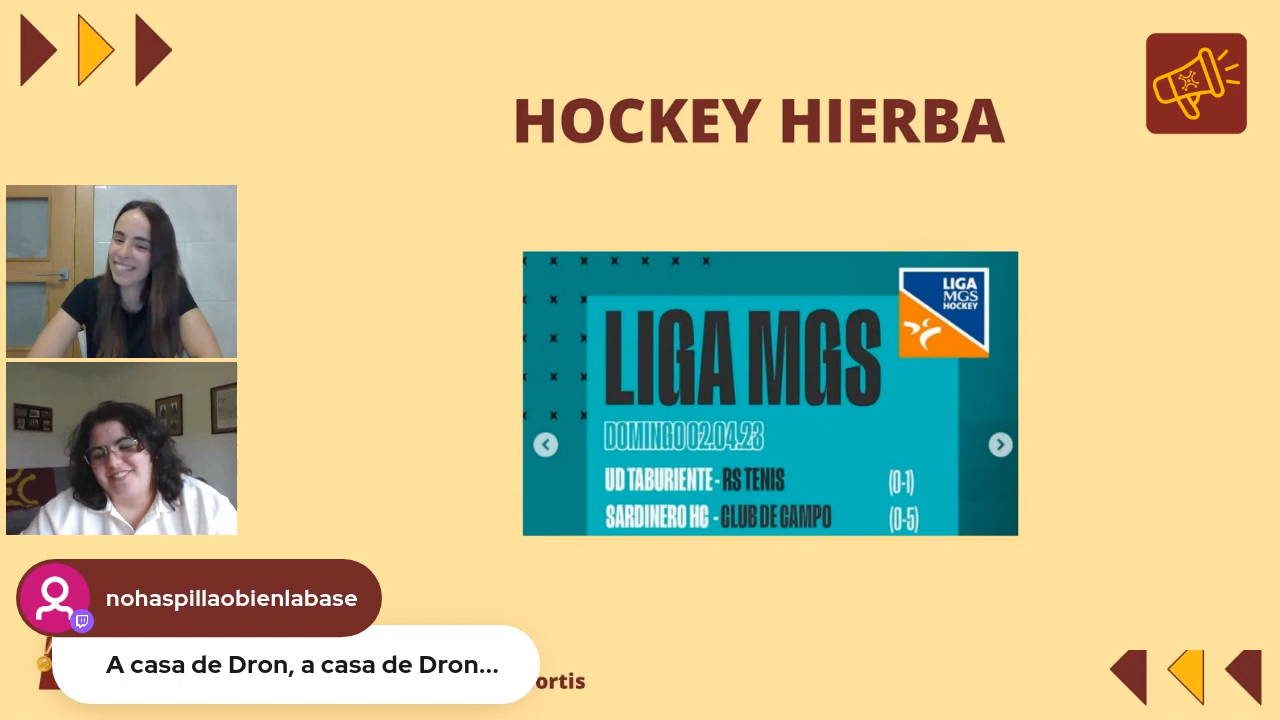 HOCKEY HIERBA
LIGA
MGS
HOCKEY
LIGA MGS
DOMINGO 02.04.23
UD TABURIENTE - RS TENIS (0-1)
SARDINERO HC - CLUB DE CAMPO (0-5)
nohaspillaobienlabase
A casa de Dron, a casa de Dron...
ortis